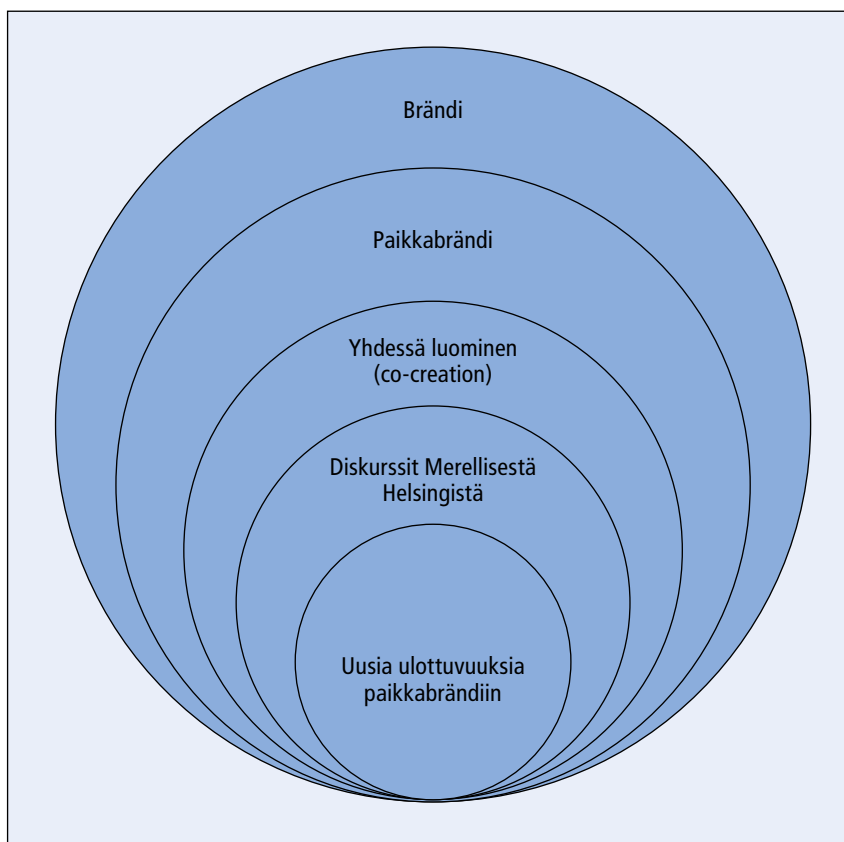 Brändi
Paikkabrändi
Yhdessä luominen
(co-creation)
Diskurssit Merellisestä
Helsingistä
Uusia ulottuvuuksia
paikkabrändiin